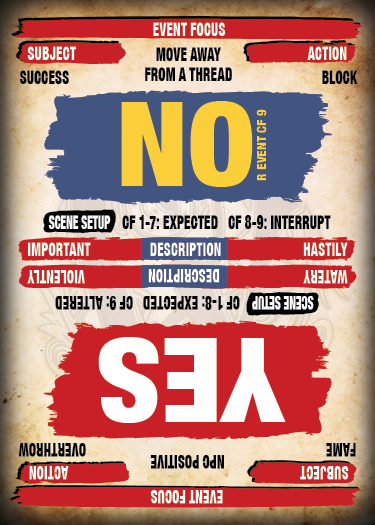 EVENT FOCUS
SUBJECT MOVE AWAY ACTION
SUCCESS FROM A THREAD BLOCK
NO
R EVENT CF 9
SCENE SETUP CF 1-7: EXPECTED CF 8-9: INTERRUPT
IMPORTANT DESCRIPTION HASTILY
VIOLENTLY DESCRIPTION WATERY
SCENE SETUP CF 1-8: EXPECTED CF 9: ALTERED
YES
FAME NPC POSITIVE OVERTHROW
SUBJECT ACTION
EVENT FOCUS